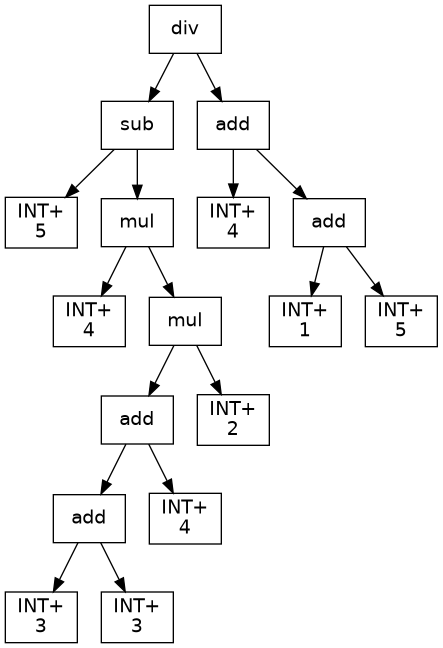 div
sub
add
INT+
5
mul
INT+
4
add
INT+
4
mul
INT+
1
INT+
5
add
INT+
2
add
INT+
4
INT+
3
INT+
3